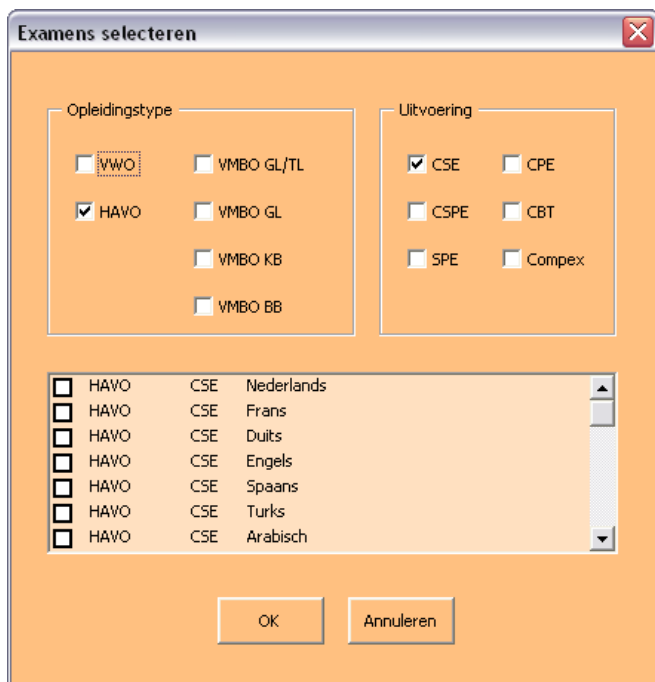 Examens selecteren
Opleidingstype
Uitvoering
VWO VMBO GL/TL
CSE CPE
HAVO VMBO GL
CSPE CBT
VMBO KB
SPE Compex
VMBO BB
HAVO CSE Nederlands
HAVO CSE Frans
HAVO CSE Duits
HAVO CSE Engels
HAVO CSE Spaans
HAVO CSE Turks
HAVO CSE Arabisch
OK Annuleren